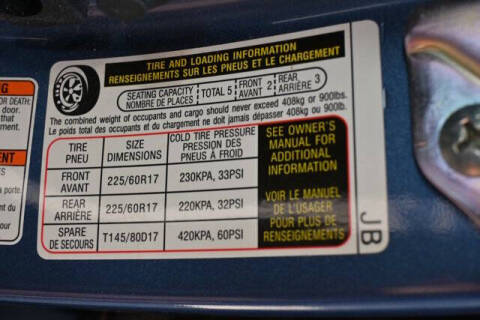 TIRE AND LOADING INFORMATION
RENSEIGNEMENTS SUR LES PNEUS ET LE CHARGEMENT
SEATING CAPACITY
NOMBRE DE PLACES
TOTAL 5
FRONT
AVANT 2
REAR
ARRIÈRE 3
The combined weight of occupants and cargo should never exceed 408kg or 900lbs.
Le poids total des occupants et du chargement ne doit jamais dépasser 408kg ou 900lb.
TIRE
PNEU
SIZE
DIMENSIONS
COLD TIRE PRESSURE
PRESSION DES
PNEUS À FROID
FRONT
AVANT
225/60R17
230KPA, 33PSI
REAR
ARRIÈRE
225/60R17
220KPA, 32PSI
SPARE
DE SECOURS
T145/80D17
420KPA, 60PSI
SEE OWNER'S
MANUAL FOR
ADDITIONAL
INFORMATION
VOIR LE MANUEL
DE L'USAGER
POUR PLUS DE
RENSEIGNEMENTS
JB
OR DEATH:
door.